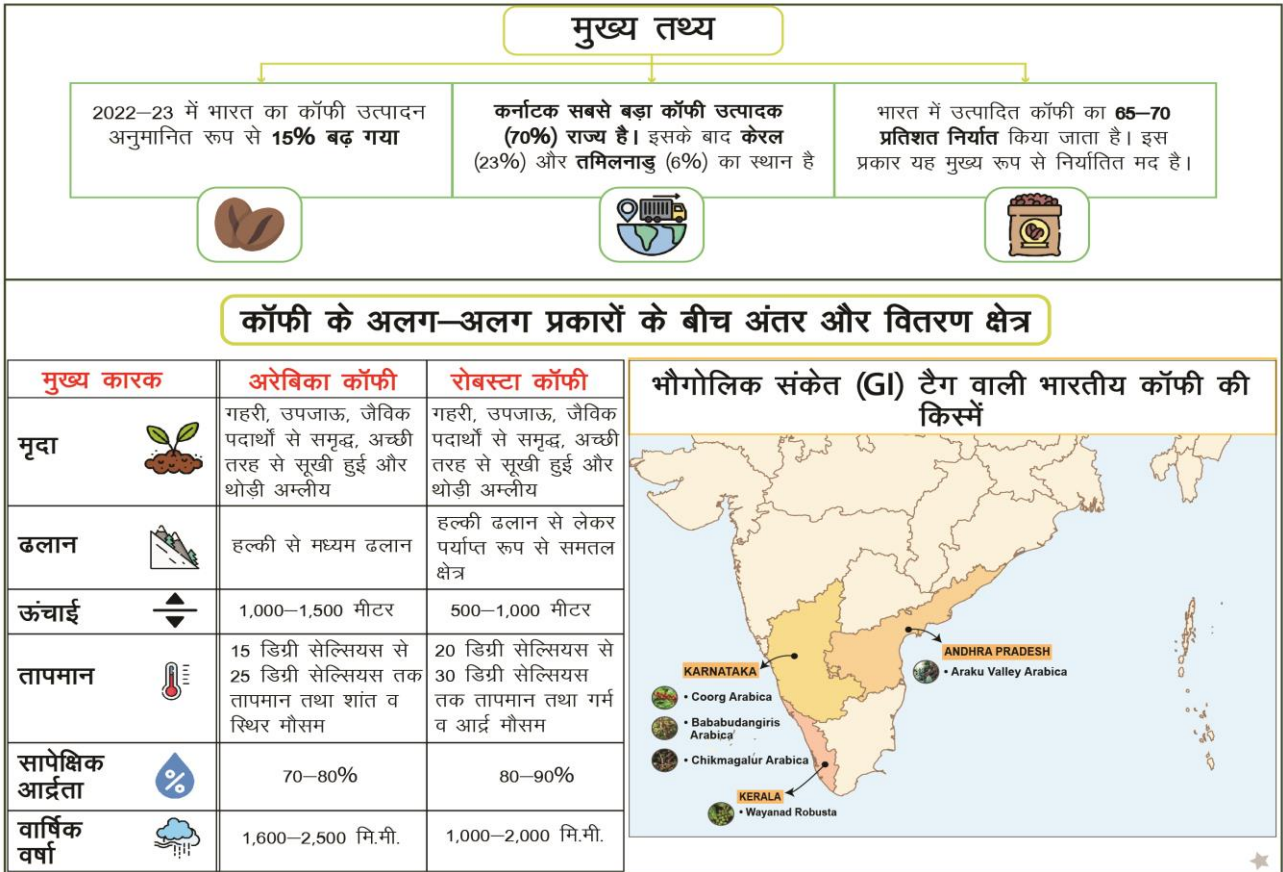 मुख्य तथ्य
2022–23 में भारत का कॉफी उत्पादन
अनुमानित रूप से 15% बढ़ गया
कर्नाटक सबसे बड़ा कॉफी उत्पादक
(70%) राज्य है। इसके बाद केरल
(23%) और तमिलनाडु (6%) का स्थान है
भारत में उत्पादित कॉफी का 65–70
प्रतिशत निर्यात किया जाता है। इस
प्रकार यह मुख्य रूप से निर्यातित मद है।
कॉफी के अलग–अलग प्रकारों के बीच अंतर और वितरण क्षेत्र
मुख्य कारक
अरेबिका कॉफी
रोबस्टा कॉफी
मृदा
गहरी, उपजाऊ, जैविक
पदार्थों से समृद्ध, अच्छी
तरह से सूखी हुई और
थोड़ी अम्लीय
गहरी, उपजाऊ, जैविक
पदार्थों से समृद्ध, अच्छी
तरह से सूखी हुई और
थोड़ी अम्लीय
ढलान
हल्की से मध्यम ढलान
हल्की ढलान से लेकर
पर्याप्त रूप से समतल
क्षेत्र
ऊंचाई
1,000–1,500 मीटर
500–1,000 मीटर
तापमान
15 डिग्री सेल्सियस से
25 डिग्री सेल्सियस तक
तापमान तथा शांत व
स्थिर मौसम
20 डिग्री सेल्सियस से
30 डिग्री सेल्सियस
तक तापमान तथा गर्म
व आर्द्र मौसम
सापेक्षिक
आर्द्रता
%
70–80%
80–90%
वार्षिक
वर्षा
1,600–2,500 मि.मी.
1,000–2,000 मि.मी.
भौगोलिक संकेत (GI) टैग वाली भारतीय कॉफी की
किस्में
KARNATAKA
• Coorg Arabica
• Bababudangiris
Arabica
• Chikmagalur Arabica
ANDHRA PRADESH
• Araku Valley Arabica
KERALA
• Wayanad Robusta